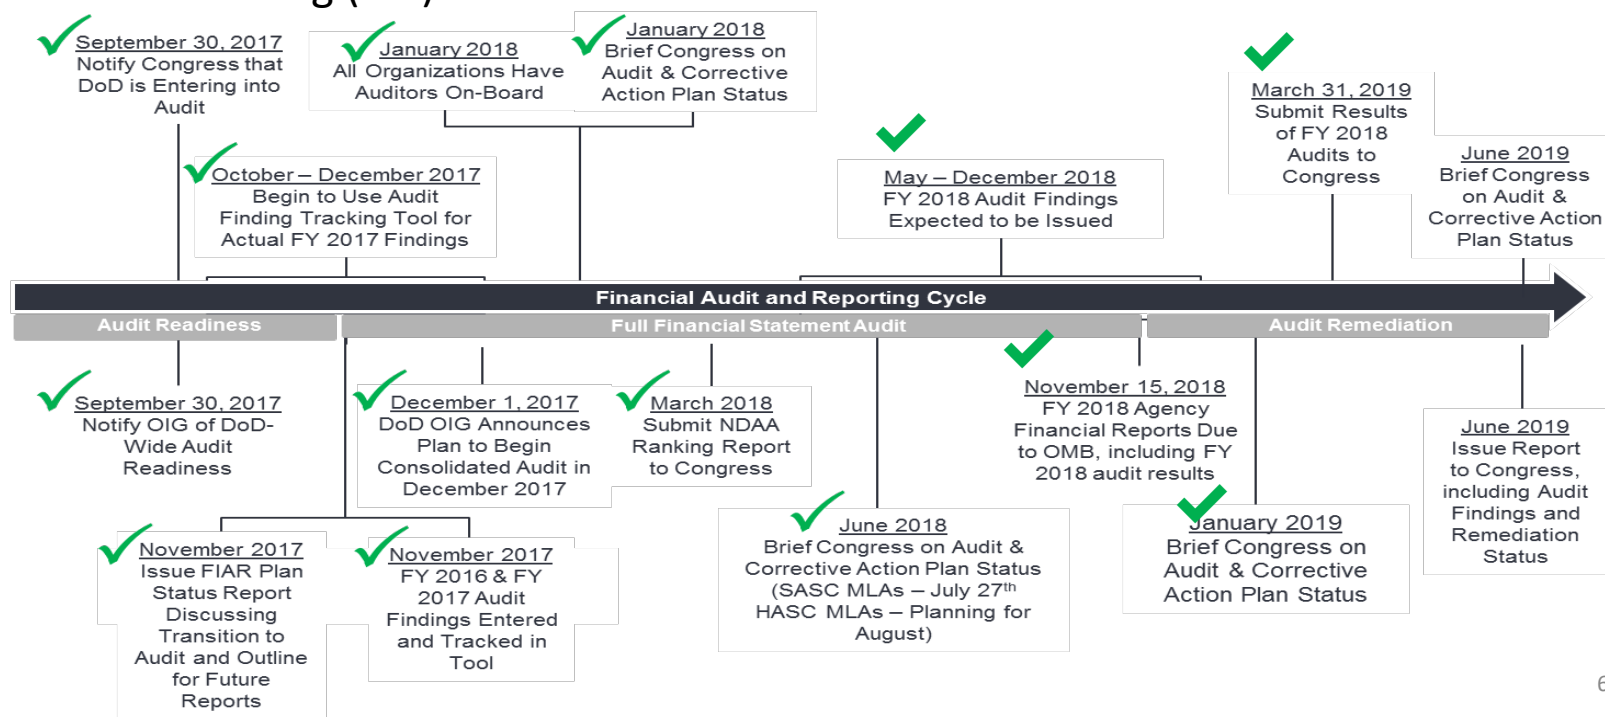 September 30, 2017
Notify Congress that
DoD is Entering into
Audit
January 2018
All Organizations Have
Auditors On-Board
January 2018
Brief Congress on
Audit & Corrective
Action Plan Status
October – December 2017
Begin to Use Audit
Finding Tracking Tool for
Actual FY 2017 Findings
May – December 2018
FY 2018 Audit Findings
Expected to be Issued
March 31, 2019
Submit Results
of FY 2018
Audits to
Congress
June 2019
Brief Congress
on Audit &
Corrective Action
Plan Status
Financial Audit and Reporting Cycle
Audit Readiness
Full Financial Statement Audit
Audit Remediation
September 30, 2017
Notify OIG of DoD-
Wide Audit
Readiness
December 1, 2017
DoD OIG Announces
Plan to Begin
Consolidated Audit in
December 2017
March 2018
Submit NDAA
Ranking Report
to Congress
November 15, 2018
FY 2018 Agency
Financial Reports Due
to OMB, including FY
2018 audit results
June 2019
Issue Report
to Congress,
including Audit
Findings and
Remediation
Status
November 2017
Issue FIAR Plan
Status Report
Discussing
Transition to
Audit and Outline
for Future
Reports
November 2017
FY 2016 & FY
2017 Audit
Findings Entered
and Tracked in
Tool
June 2018
Brief Congress on Audit &
Corrective Action Plan Status
(SASC MLAs – July 27th
HASC MLAs – Planning for
August)
January 2019
Brief Congress on
Audit & Corrective
Action Plan Status
6